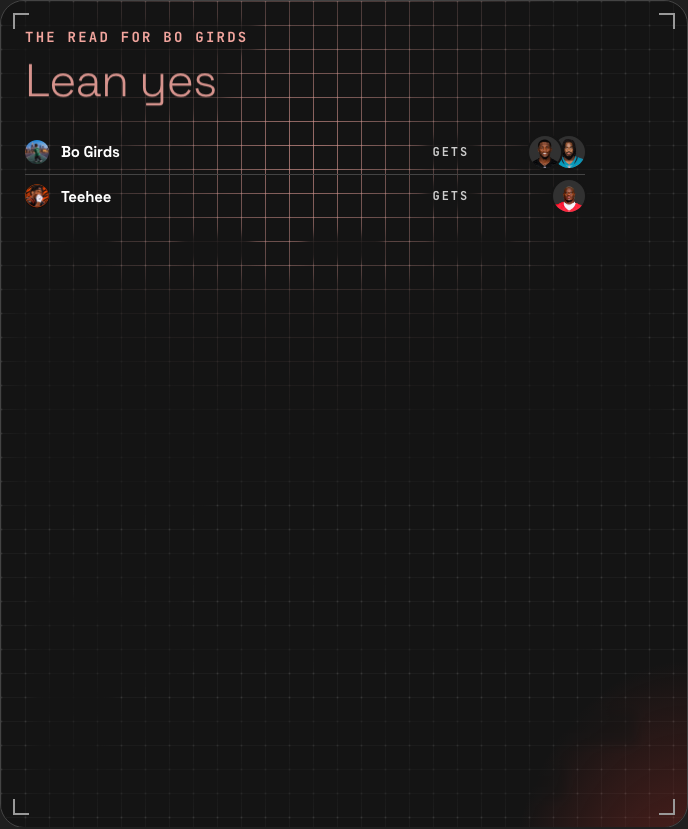 THE READ FOR BO GIRDS
Lean yes
Bo Girds GETS
Teehee GETS